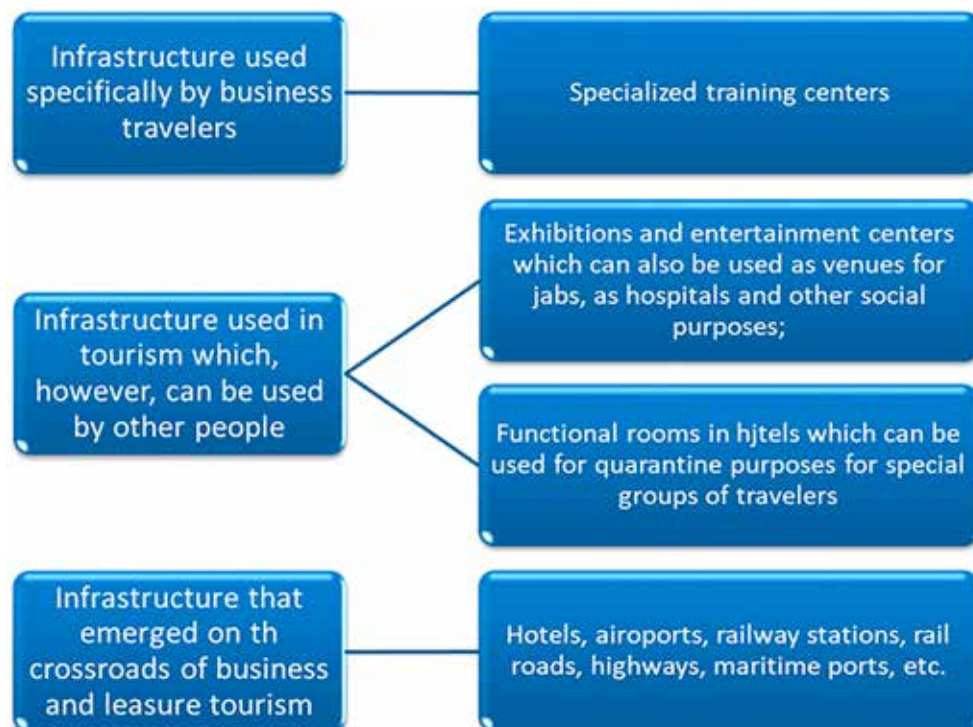 Infrastructure used
specifically by business
travelers
Specialized training centers
Infrastructure used in
tourism which,
however, can be used
by other people
Exhibitions and entertainment centers
which can also be used as venues for
jabs, as hospitals and other social
purposes;
Functional rooms in hjtels which can be
used for quarantine purposes for special
groups of travelers
Infrastructure that
emerged on th
crossroads of business
and leasure tourism
Hotels, airoports, railway stations, rail
roads, highways, maritime ports, etc.